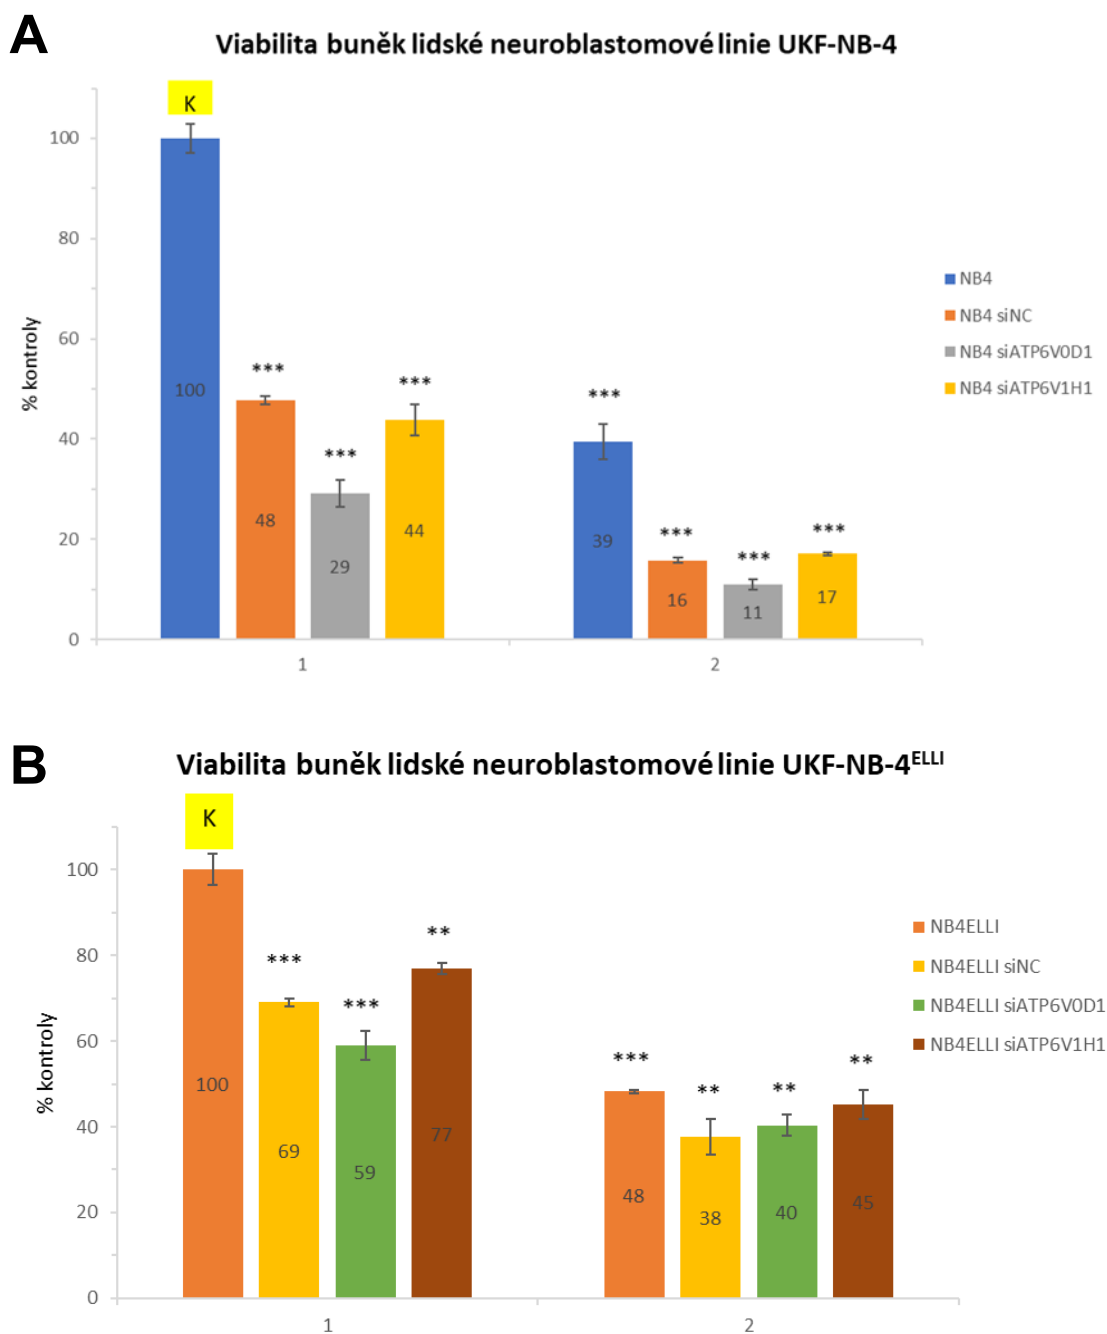 A
Viabilita buněk lidské neuroblastomové linie UKF-NB-4
K
100
80
60
40
20
0
% kontroly
100
***
48
***
29
***
44
***
39
***
16
***
11
***
17
1
2
NB4
NB4 siNC
NB4 siATP6V0D1
NB4 siATP6V1H1
B
Viabilita buněk lidské neuroblastomové linie UKF-NB-4ELLI
K
100
80
60
40
20
0
% kontroly
100
***
69
***
59
**
77
***
48
**
38
**
40
**
45
1
2
NB4ELLI
NB4ELLI siNC
NB4ELLI siATP6V0D1
NB4ELLI siATP6V1H1